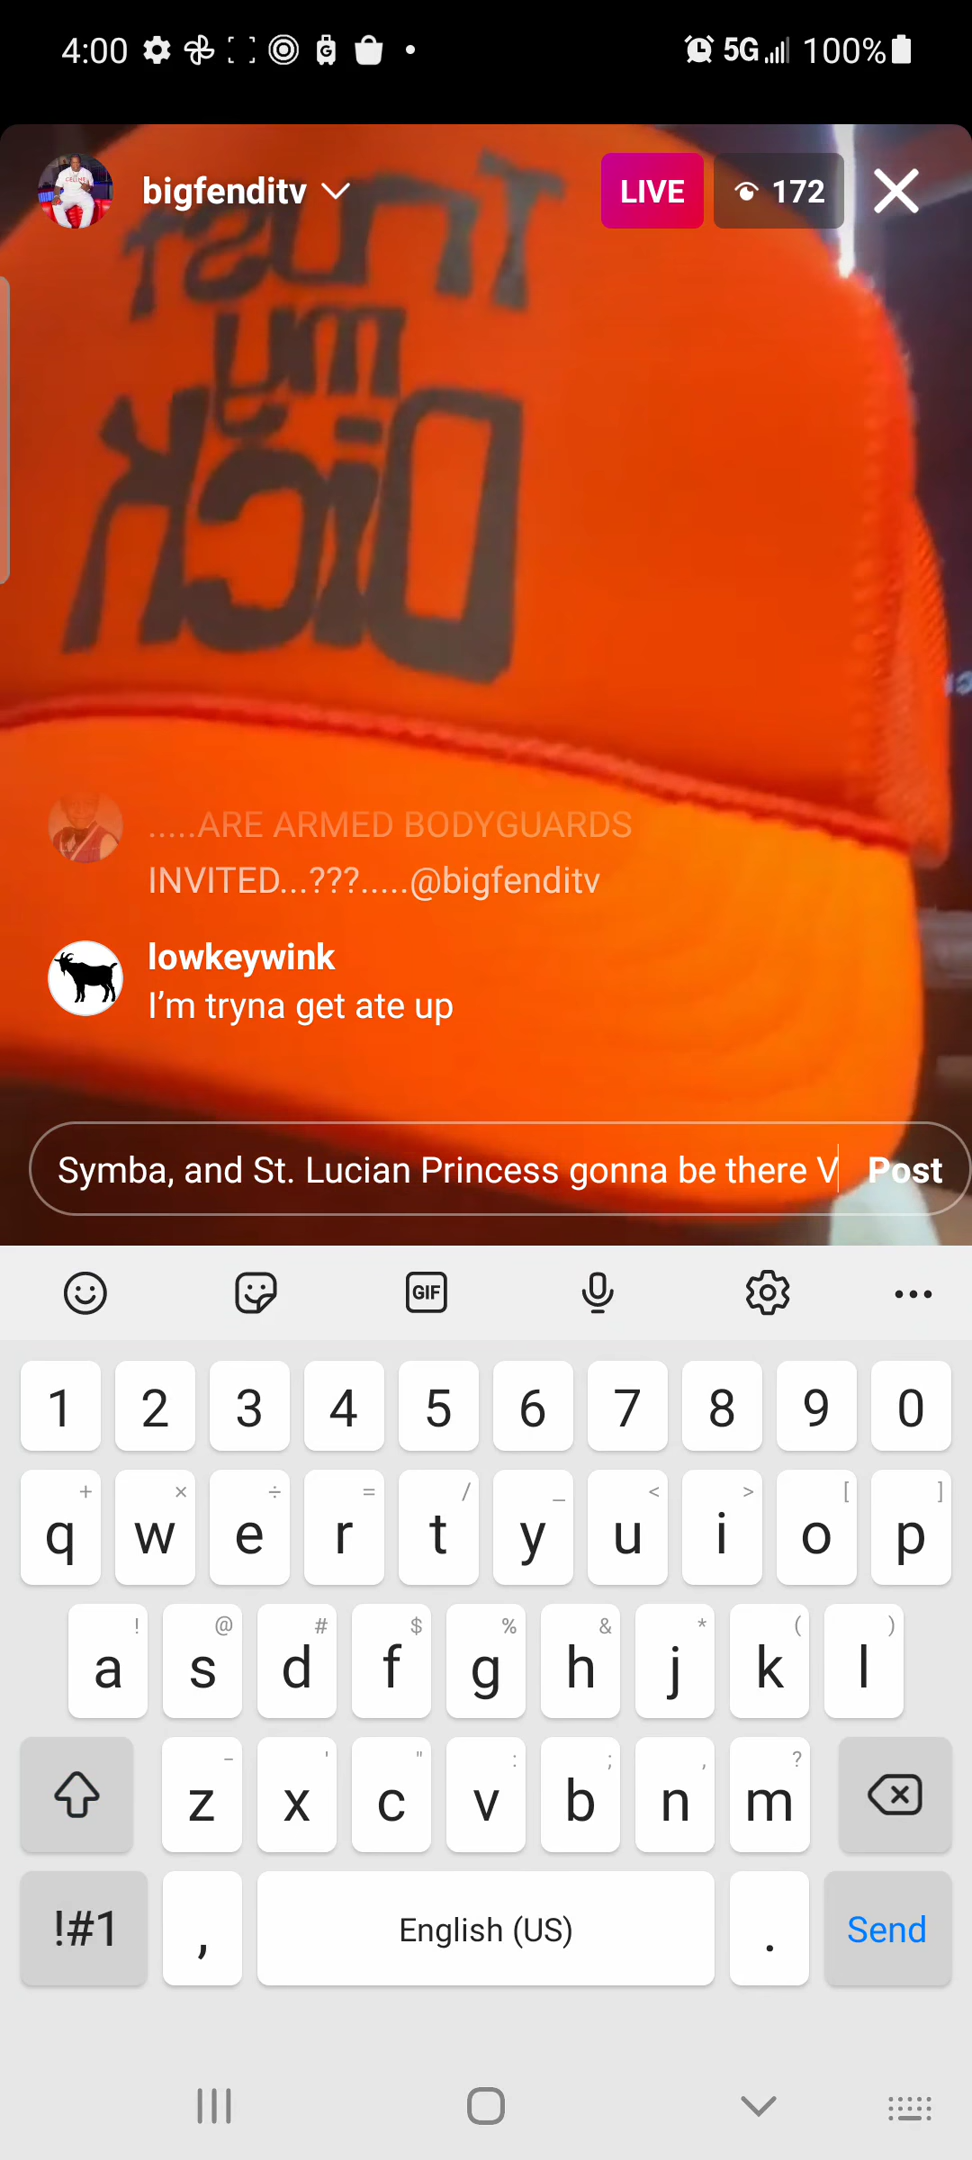 4:00 5G 100%
bigfenditv LIVE 172
Trust
my
Dick
.....ARE ARMED BODYGUARDS
INVITED...???.....@bigfenditv
lowkeywink
I’m tryna get ate up
Symba, and St. Lucian Princess gonna be there V Post
GIF
1 2 3 4 5 6 7 8 9 0
+ × ÷ = / _ < > [ ]
q w e r t y u i o p
! @ # $ % & * ( )
a s d f g h j k l
- ' " : ; , ?
z x c v b n m
!#1 , English (US) . Send